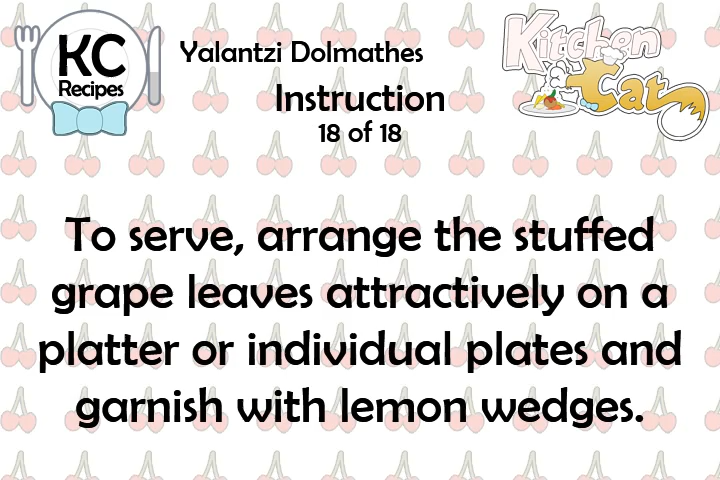 KC
Recipes
Yalantzi Dolmathes
Kitchen
Cat
Instruction
18 of 18
To serve, arrange the stuffed
grape leaves attractively on a
platter or individual plates and
garnish with lemon wedges.